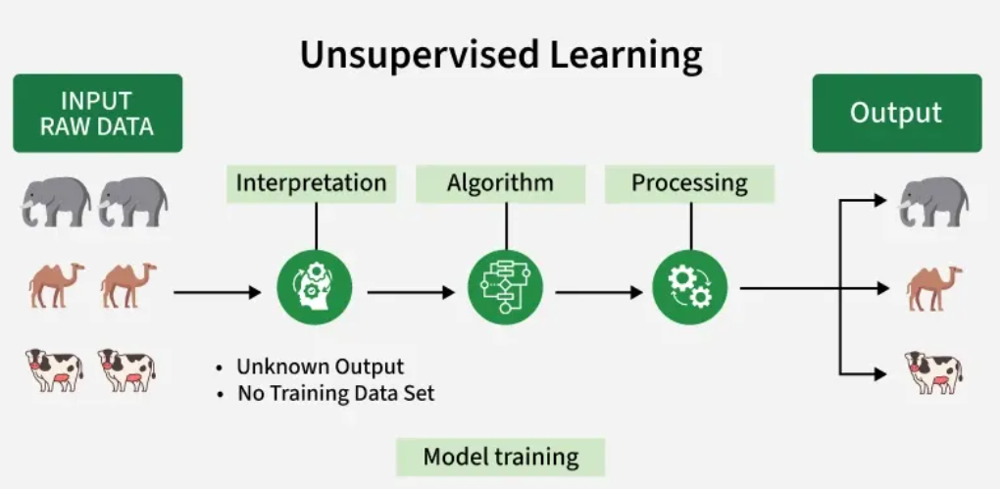 Unsupervised Learning
INPUT
RAW DATA
Output
Interpretation
Algorithm
Processing
• Unknown Output
• No Training Data Set
Model training